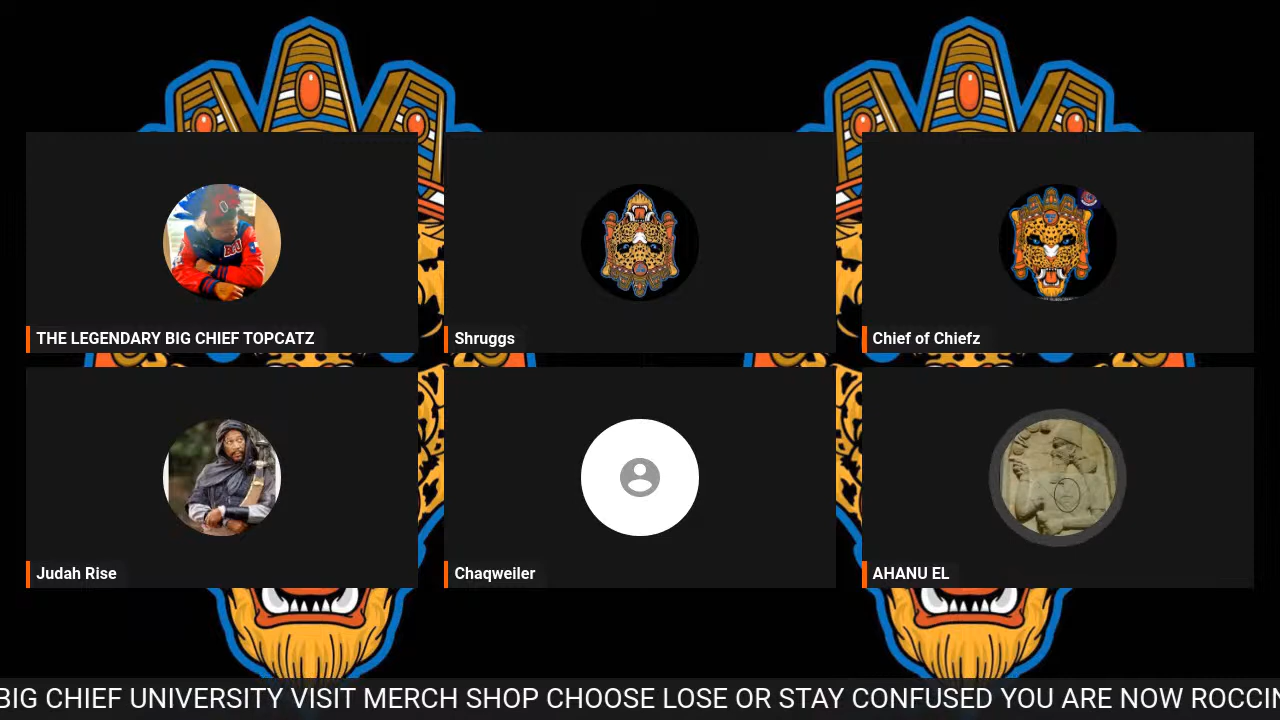 THE LEGENDARY BIG CHIEF TOPCATZ
Shruggs
Chief of Chiefz
Judah Rise
Chaqweiler
AHANU EL
BIG CHIEF UNIVERSITY VISIT MERCH SHOP CHOOSE LOSE OR STAY CONFUSED YOU ARE NOW ROCCIN